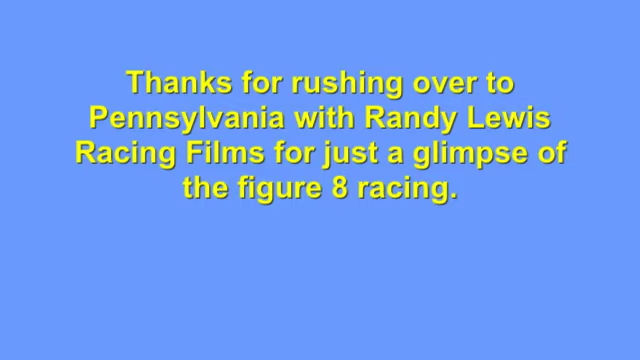 Thanks for rushing over to
Pennsylvania with Randy Lewis
Racing Films for just a glimpse of
the figure 8 racing.